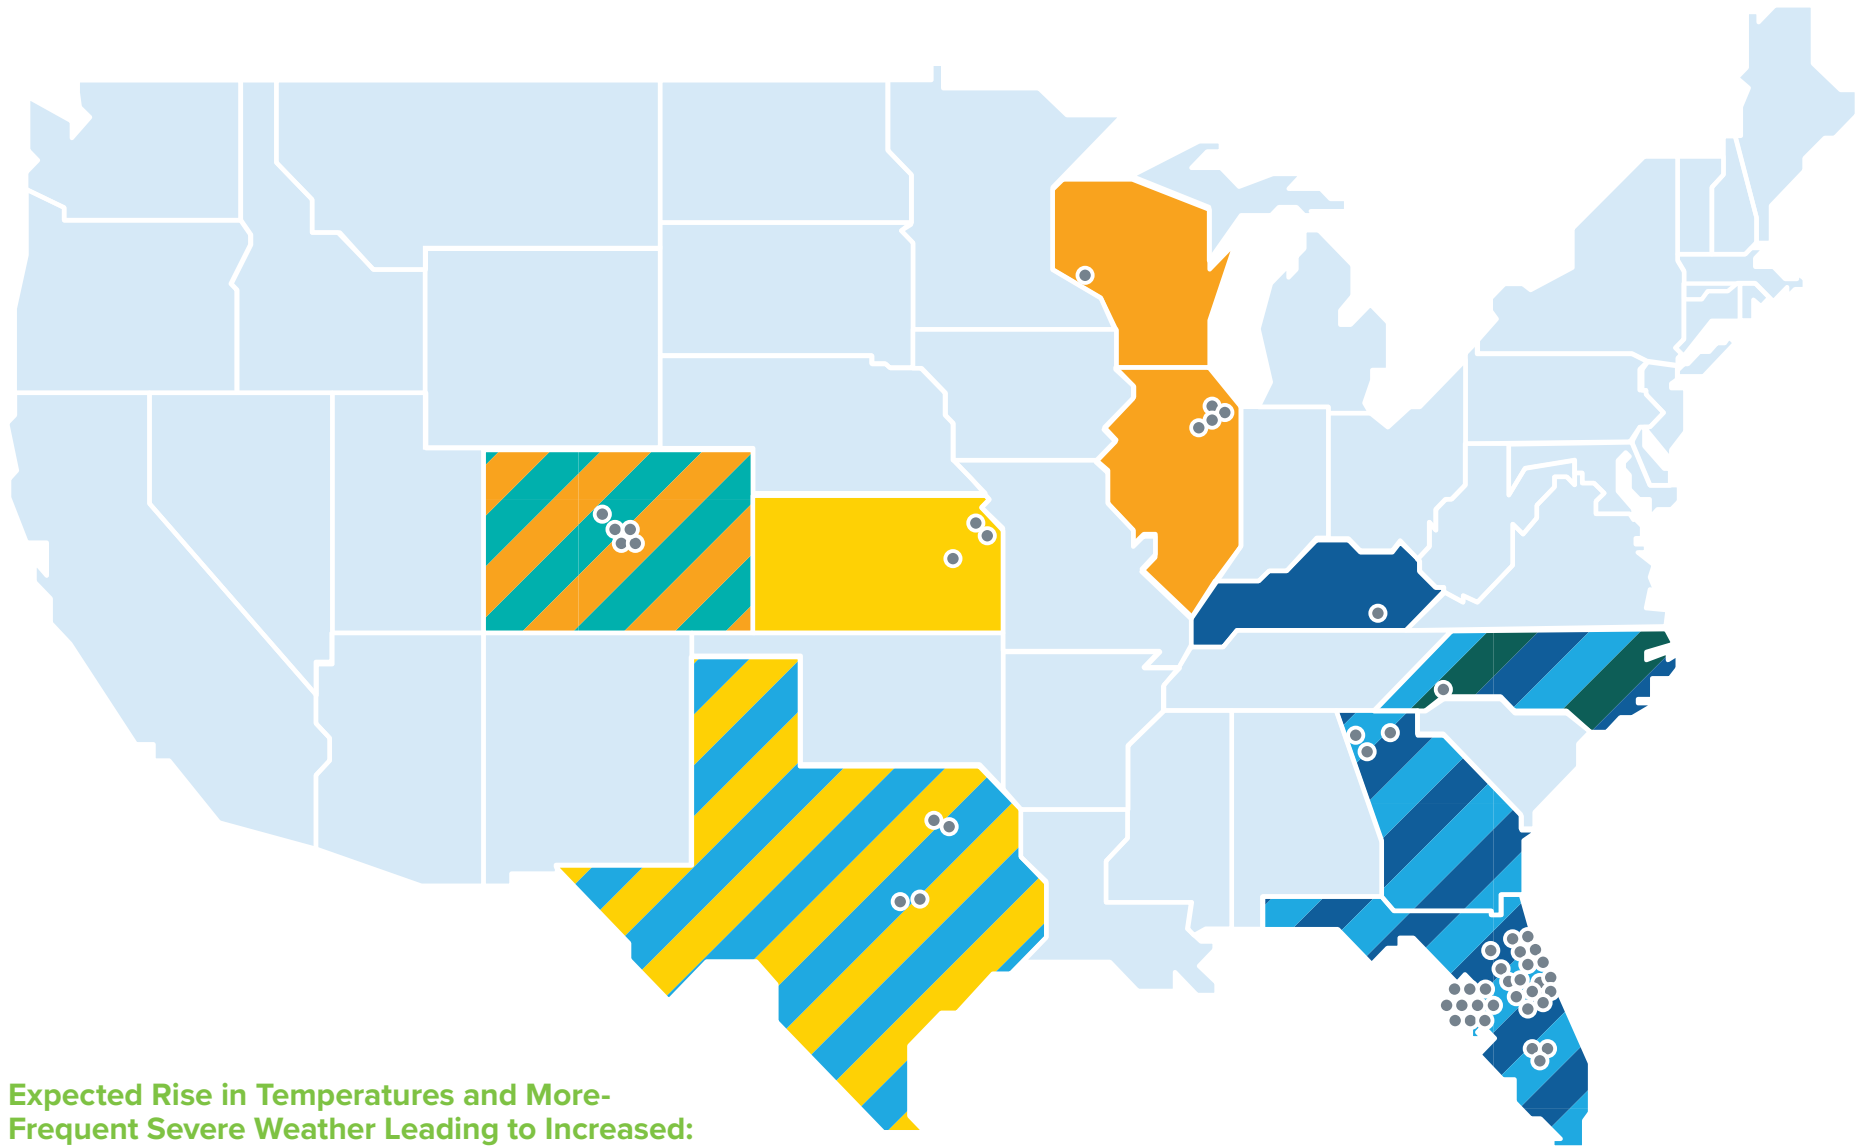 Expected Rise in Temperatures and More-
Frequent Severe Weather Leading to Increased: